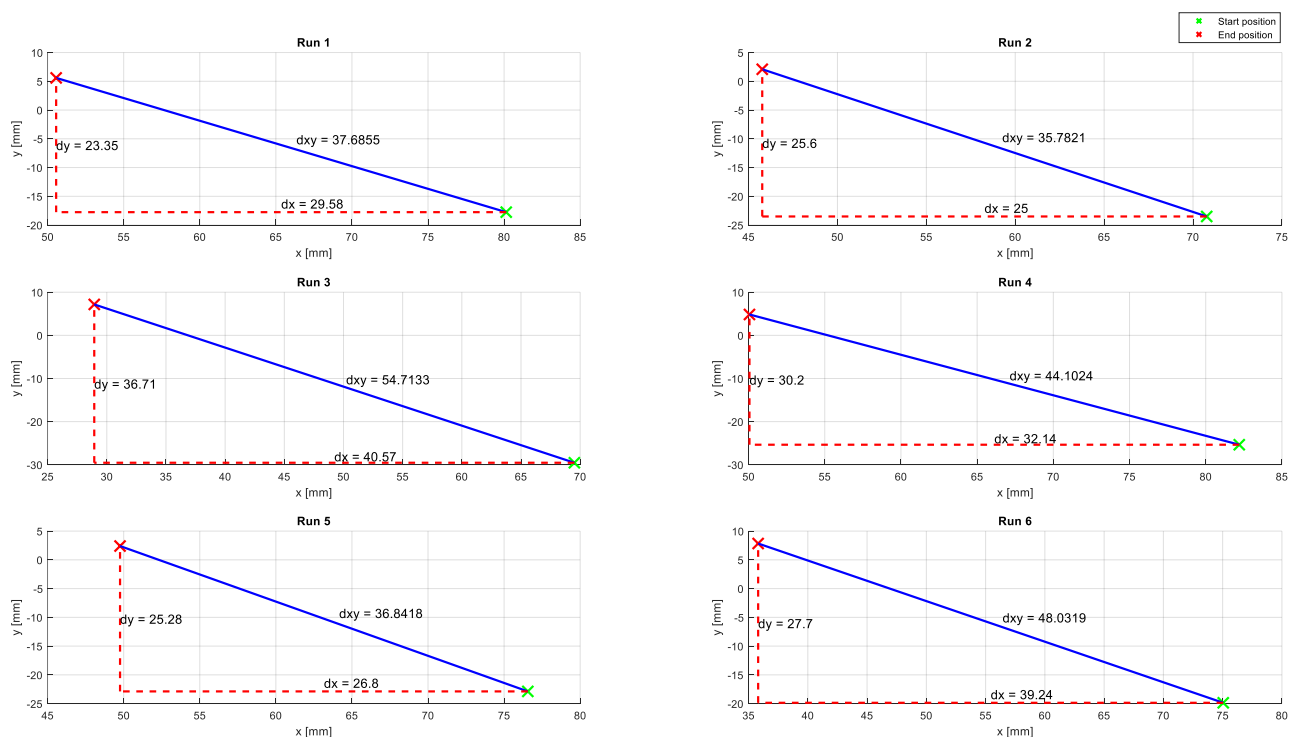 Start position
End position
Run 1
10
5
0
-5
-10
-15
-20
y [mm]
dy = 23.35
dxy = 37.6855
dx = 29.58
50 55 60 65 70 75 80 85
x [mm]
Run 2
5
0
-5
-10
-15
-20
-25
y [mm]
dy = 25.6
dxy = 35.7821
dx = 25
45 50 55 60 65 70 75
x [mm]
Run 3
10
0
-10
-20
-30
y [mm]
dy = 36.71
dxy = 54.7133
dx = 40.57
25 30 35 40 45 50 55 60 65 70
x [mm]
Run 4
10
0
-10
-20
-30
y [mm]
dy = 30.2
dxy = 44.1024
dx = 32.14
50 55 60 65 70 75 80 85
x [mm]
Run 5
5
0
-5
-10
-15
-20
-25
y [mm]
dy = 25.28
dxy = 36.8418
dx = 26.8
45 50 55 60 65 70 75 80
x [mm]
Run 6
10
5
0
-5
-10
-15
-20
y [mm]
dy = 27.7
dxy = 48.0319
dx = 39.24
35 40 45 50 55 60 65 70 75 80
x [mm]